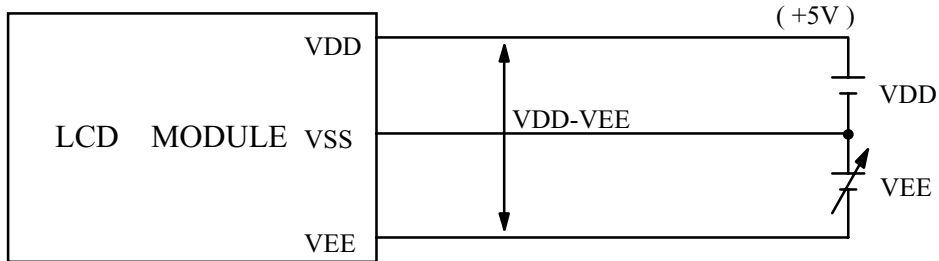 ( +5V )
VDD
VDD
VDD-VEE
LCD MODULE VSS
VEE
VEE